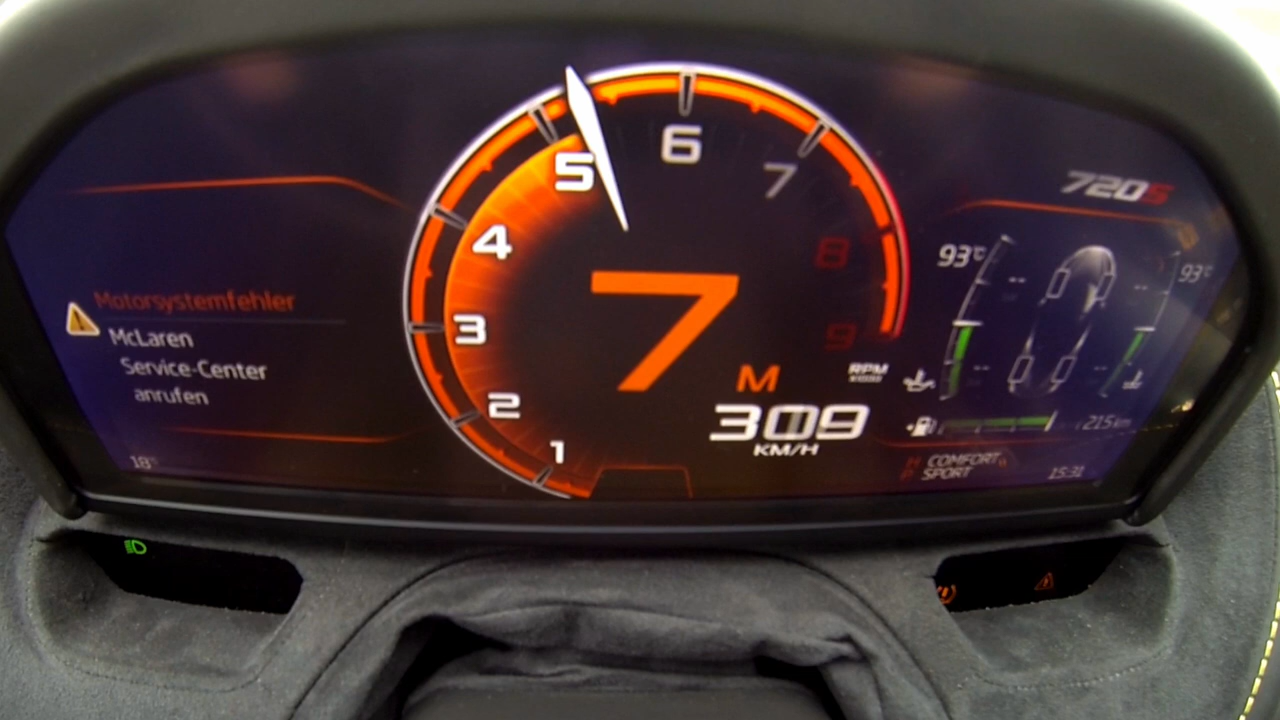 Motorsystemfehler
McLaren
Service-Center
anrufen
18°
1
2
3
4
5
6
7
8
9
7
M
309
KM/H
RPM
720S
93°C
93°C
--
--
--
--
215 km
H COMFORT
P SPORT
15:31